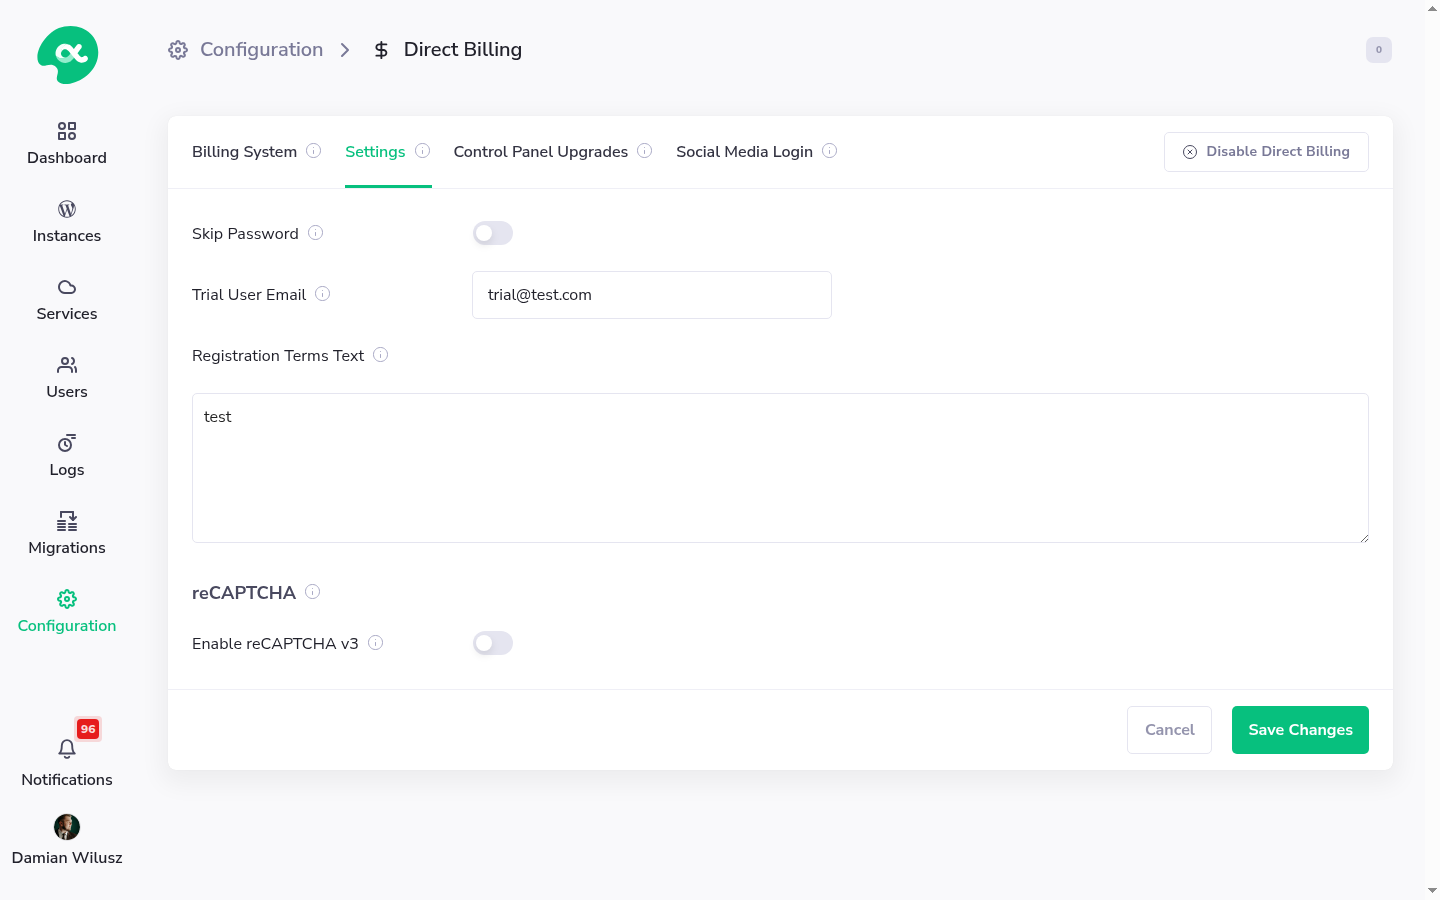 Configuration
Direct Billing
0
Dashboard
Instances
Services
Users
Logs
Migrations
Configuration
96
Notifications
Damian Wilusz
Billing System
Settings
Control Panel Upgrades
Social Media Login
Disable Direct Billing
Skip Password
Trial User Email
trial@test.com
Registration Terms Text
test
reCAPTCHA
Enable reCAPTCHA v3
Cancel
Save Changes